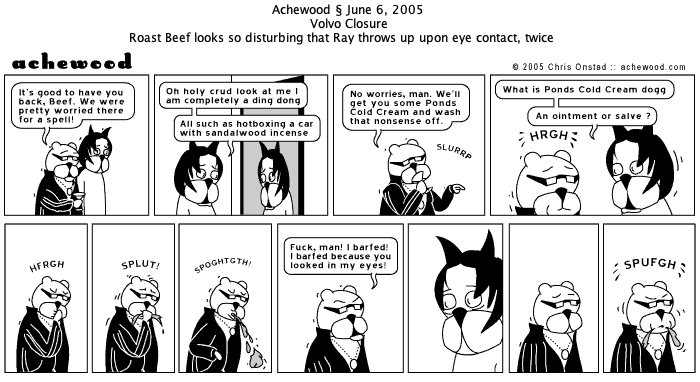 Achewood § June 6, 2005
Volvo Closure
Roast Beef looks so disturbing that Ray throws up upon eye contact, twice
achewood
© 2005 Chris Onstad :: achewood.com
It's good to have you
back, Beef. We were
pretty worried there
for a spell!
Oh holy crud look at me I
am completely a ding dong
All such as hotboxing a car
with sandalwood incense
No worries, man. We'll
get you some Ponds
Cold Cream and wash
that nonsense off.
SLURRP
What is Ponds Cold Cream dogg
An ointment or salve ?
HRGH
HFRGH
SPLUT!
SPOGHTGTH!
Fuck, man! I barfed!
I barfed because you
looked in my eyes!
SPUFGH